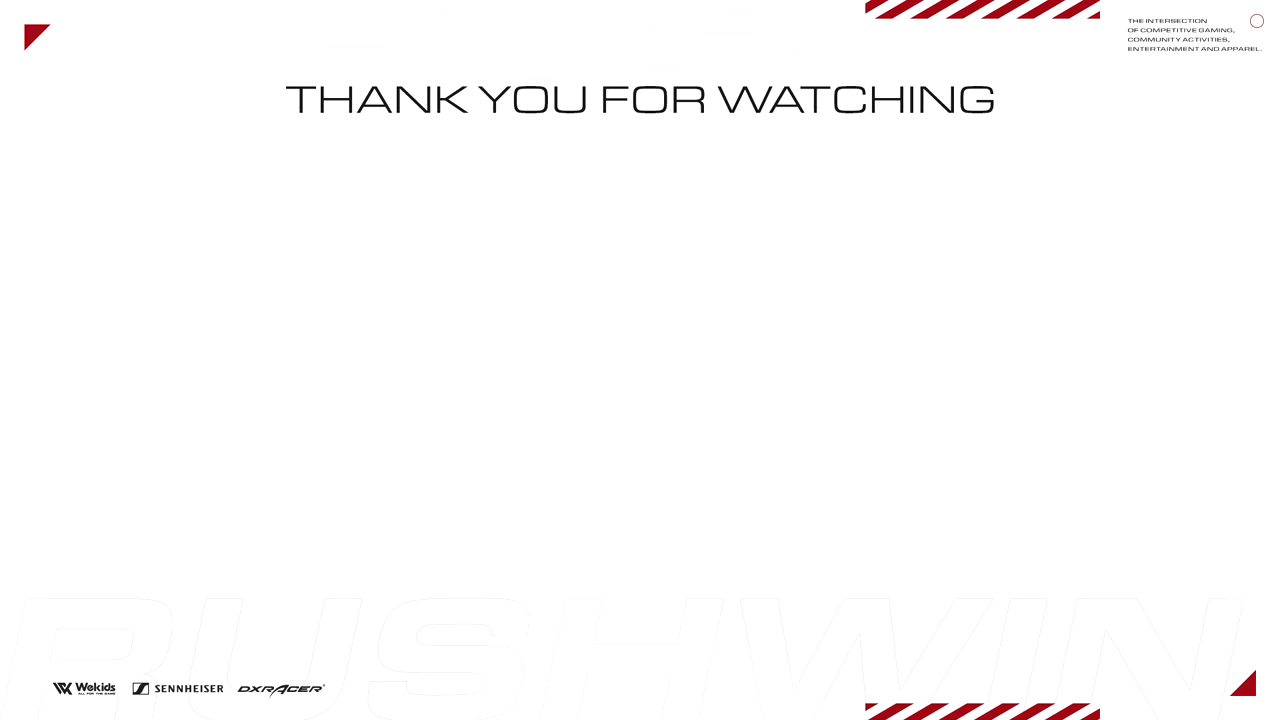 THE INTERSECTION
OF COMPETITIVE GAMING,
COMMUNITY ACTIVITIES,
ENTERTAINMENT AND APPAREL.
THANK YOU FOR WATCHING
RUSHWIN
Wekids
ALL FOR THE GAME
SENNHEISER
DXRACER®